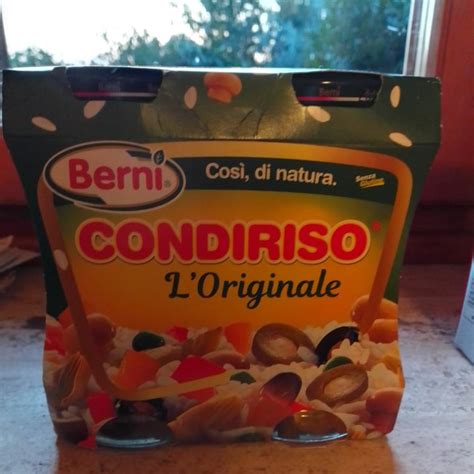 Berni
Berni
Berni®
Così, di natura.
Senza
Glutine
CONDIRISO®
L'Originale